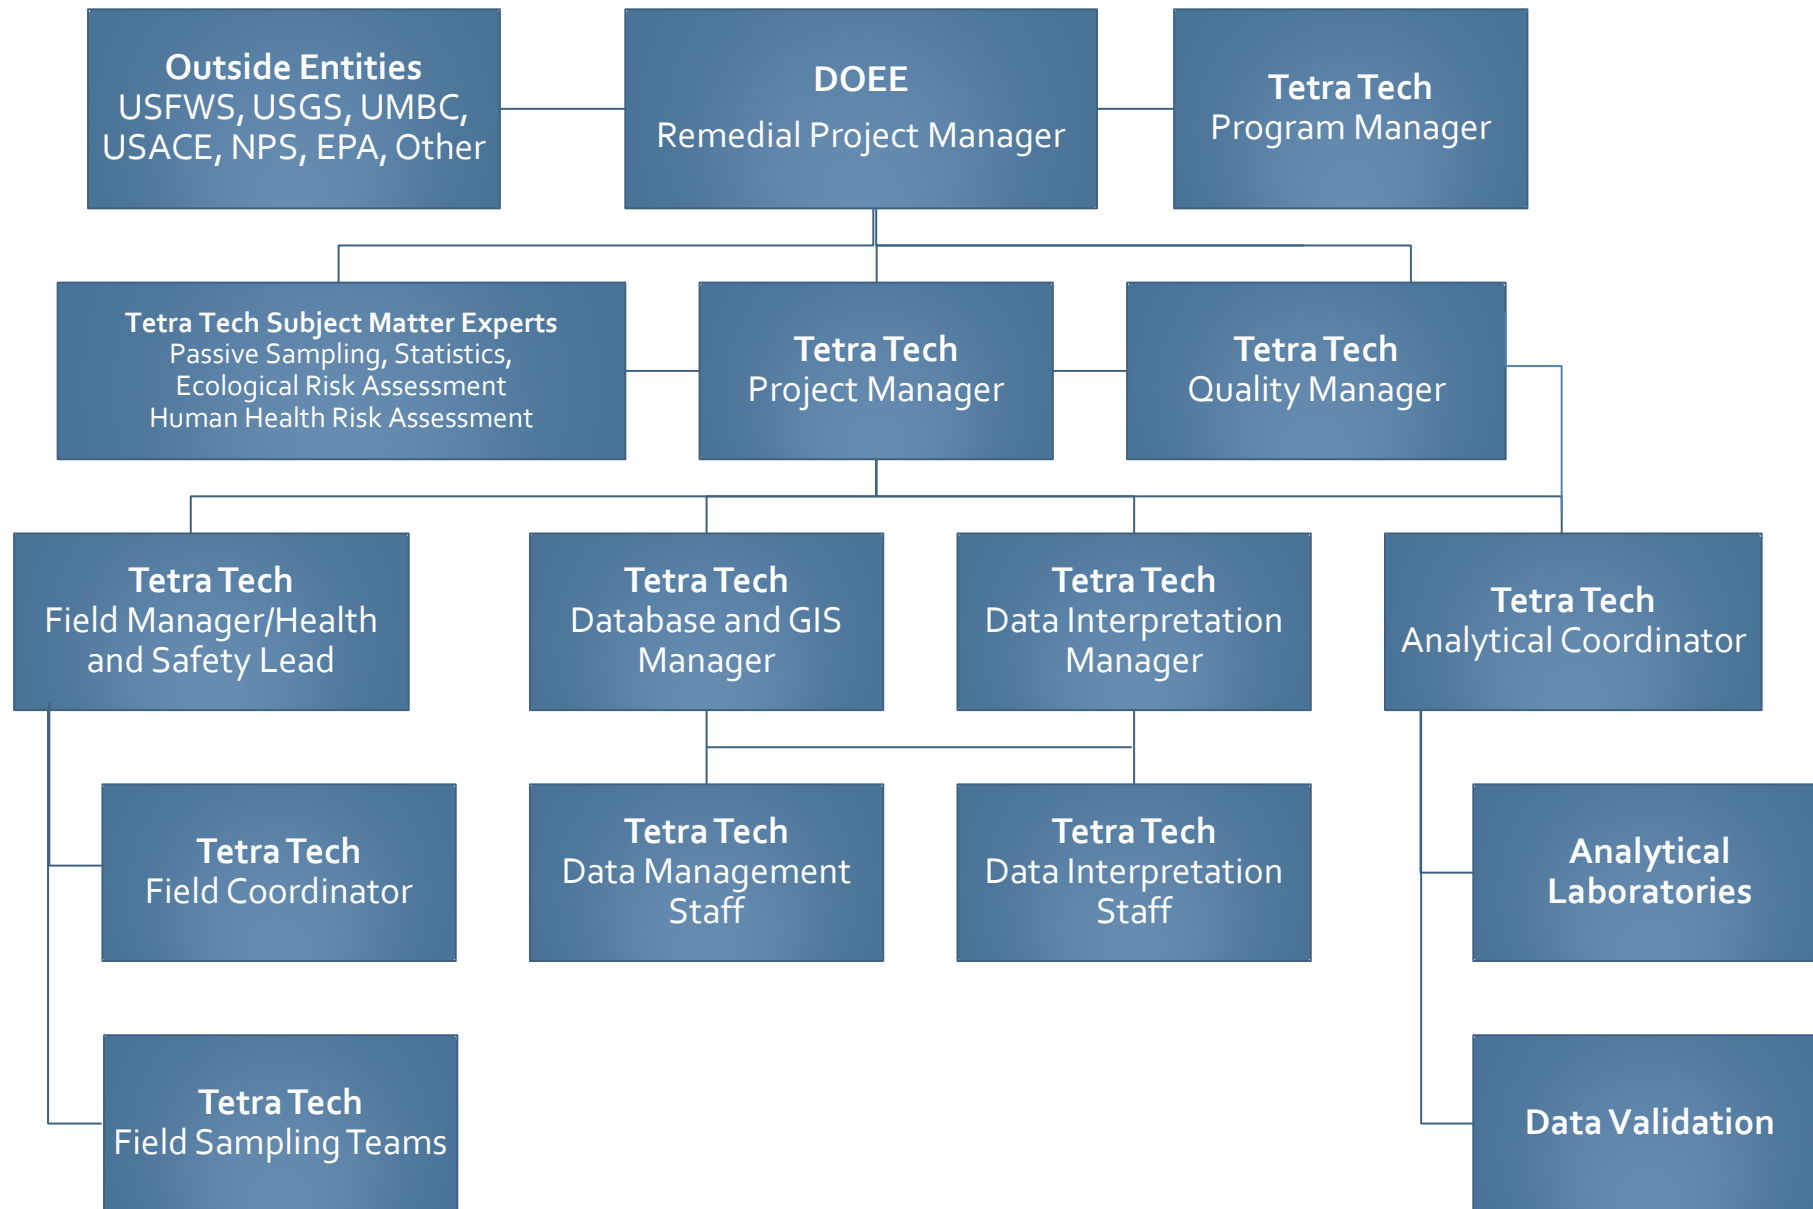 Outside Entities
USFWS, USGS, UMBC,
USACE, NPS, EPA, Other
DOEE
Remedial Project Manager
Tetra Tech
Program Manager
Tetra Tech Subject Matter Experts
Passive Sampling, Statistics,
Ecological Risk Assessment
Human Health Risk Assessment
Tetra Tech
Project Manager
Tetra Tech
Quality Manager
Tetra Tech
Field Manager/Health
and Safety Lead
Tetra Tech
Database and GIS
Manager
Tetra Tech
Data Interpretation
Manager
Tetra Tech
Analytical Coordinator
Tetra Tech
Field Coordinator
Tetra Tech
Data Management
Staff
Tetra Tech
Data Interpretation
Staff
Analytical
Laboratories
Tetra Tech
Field Sampling Teams
Data Validation